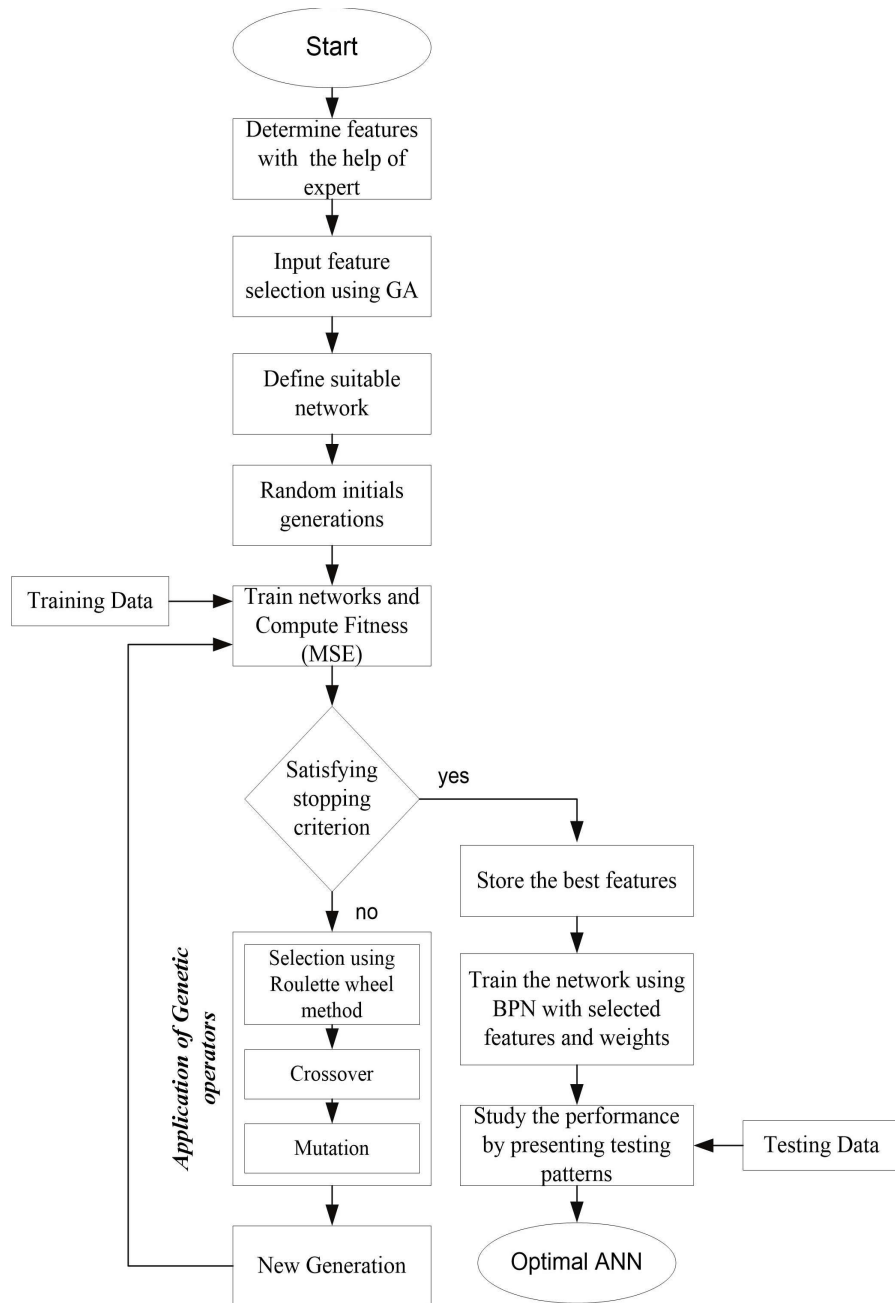 Start
Determine features
with the help of
expert
Input feature
selection using GA
Define suitable
network
Random initials
generations
Training Data
Train networks and
Compute Fitness
(MSE)
Satisfying
stopping
criterion
yes
no
Store the best features
Application of Genetic
operators
Selection using
Roulette wheel
method
Crossover
Mutation
New Generation
Train the network using
BPN with selected
features and weights
Study the performance
by presenting testing
patterns
Testing Data
Optimal ANN